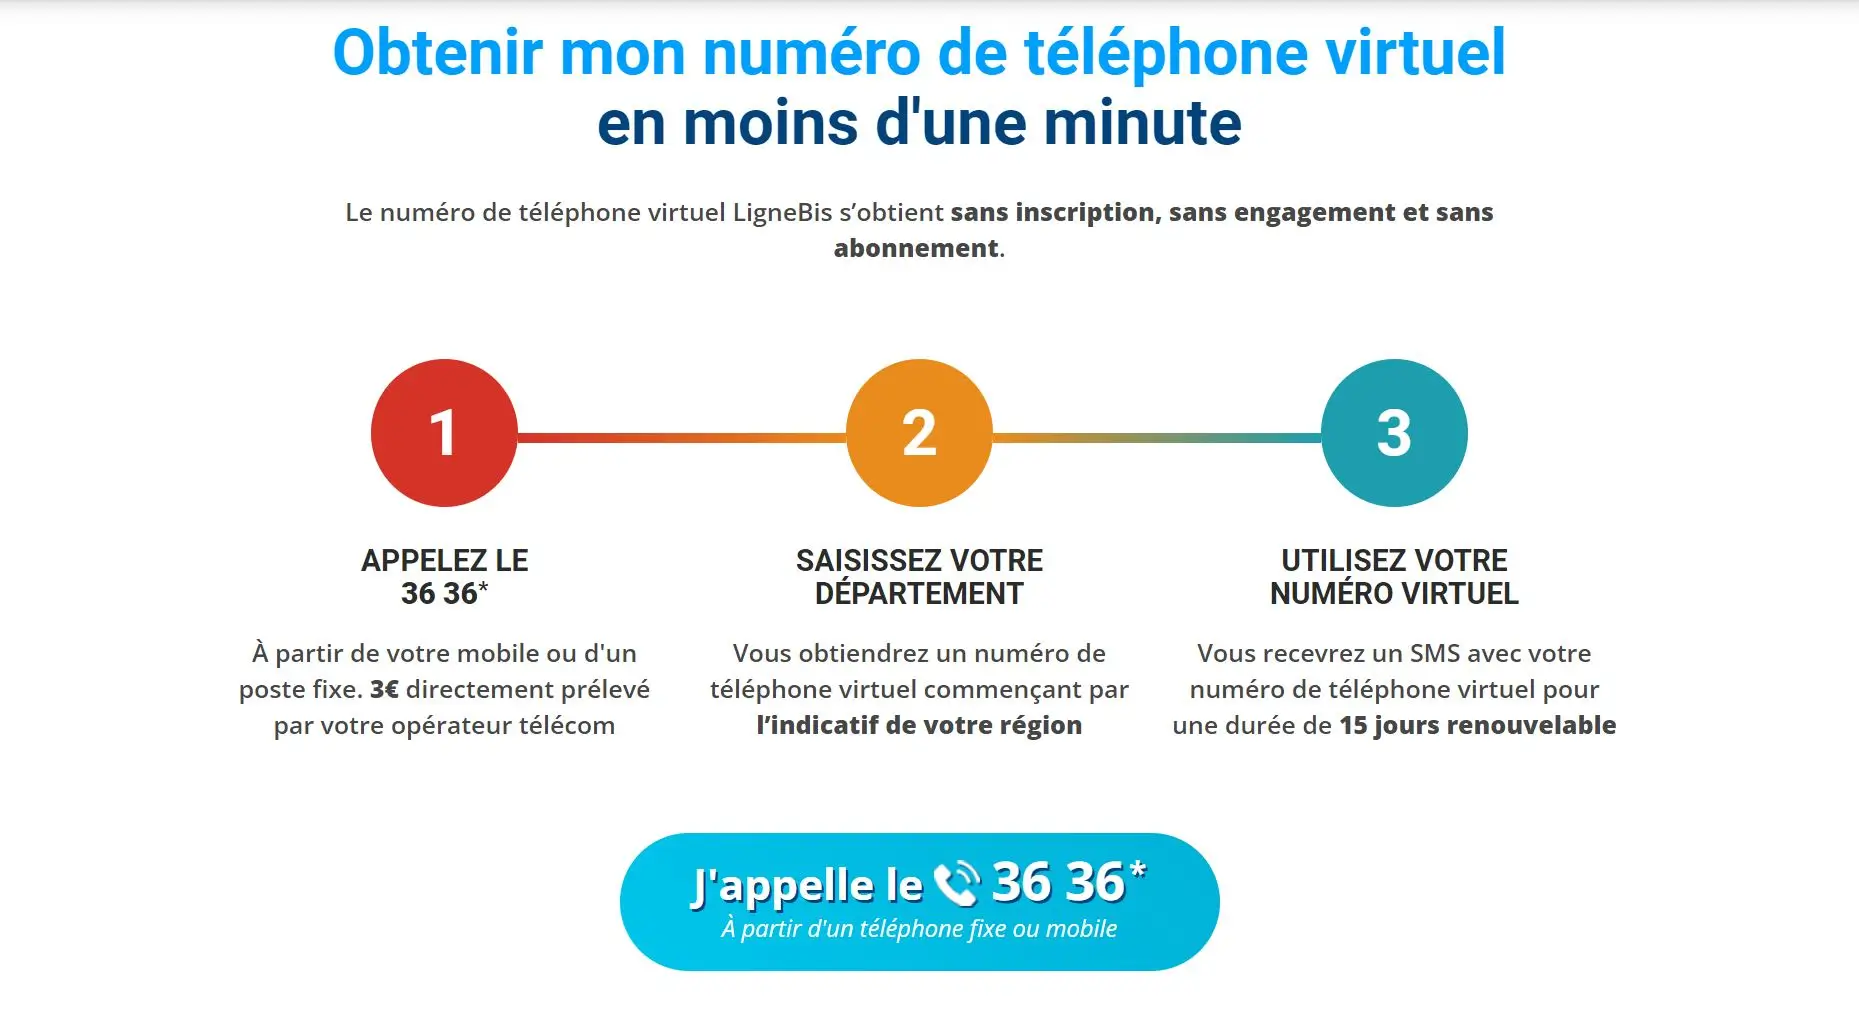 Obtenir mon numéro de téléphone virtuel
en moins d'une minute
Le numéro de téléphone virtuel LigneBis s’obtient sans inscription, sans engagement et sans
abonnement.
1
2
3
APPELEZ LE
36 36*
À partir de votre mobile ou d'un
poste fixe. 3€ directement prélevé
par votre opérateur télécom
SAISISSEZ VOTRE
DÉPARTEMENT
Vous obtiendrez un numéro de
téléphone virtuel commençant par
l’indicatif de votre région
UTILISEZ VOTRE
NUMÉRO VIRTUEL
Vous recevrez un SMS avec votre
numéro de téléphone virtuel pour
une durée de 15 jours renouvelable
J'appelle le 36 36*
À partir d'un téléphone fixe ou mobile